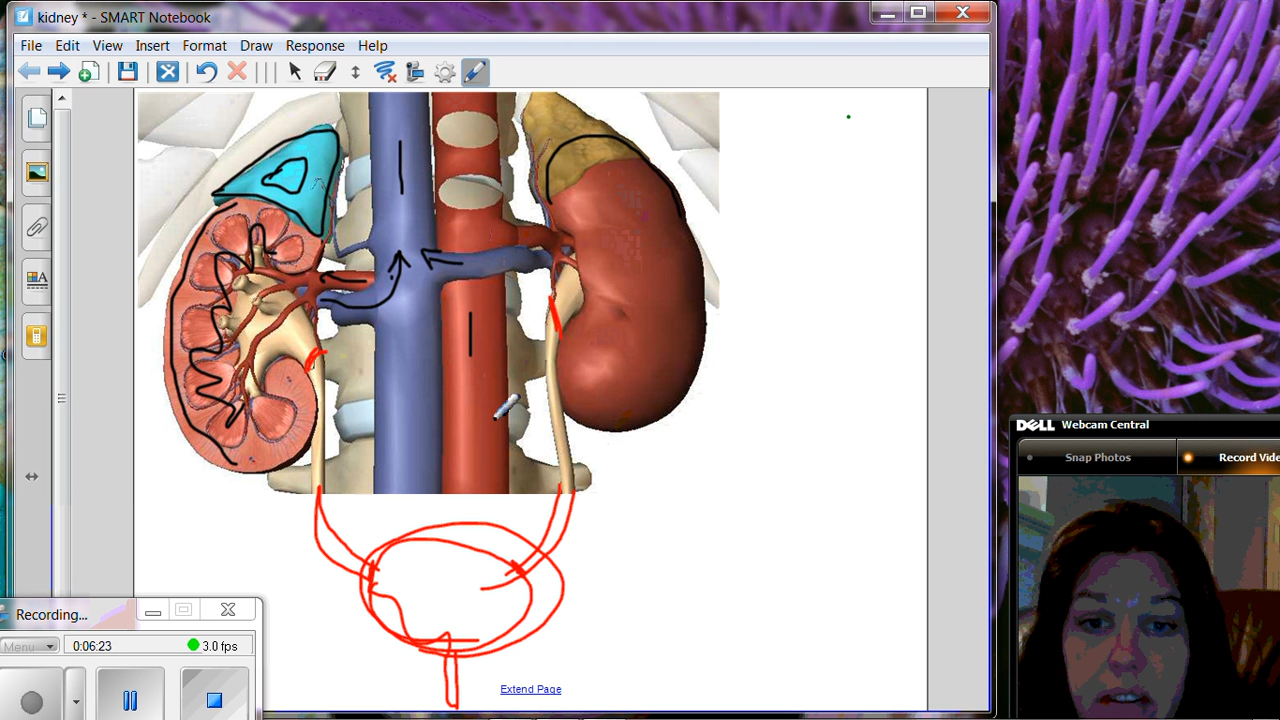 kidney * - SMART Notebook
File Edit View Insert Format Draw Response Help
Extend Page
DELL Webcam Central
Snap Photos Record Vide
Recording...
Menu 0:06:23 3.0 fps